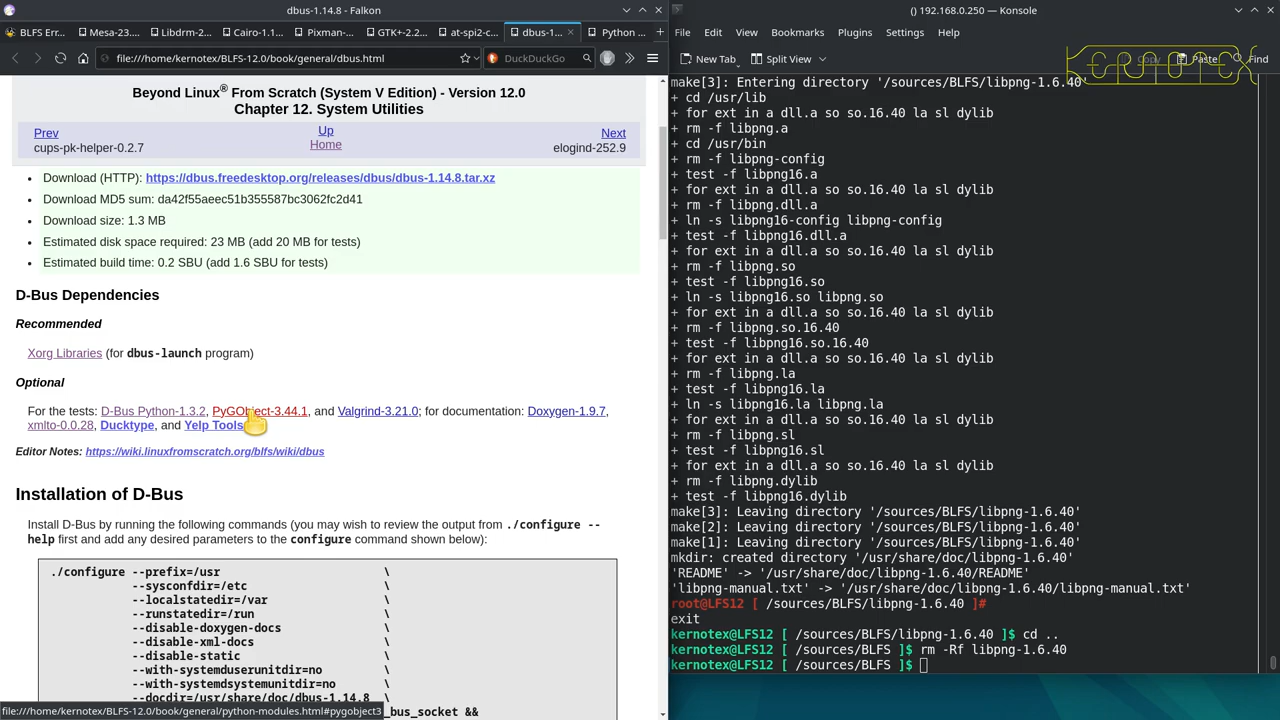 dbus-1.14.8 - Falkon
BLFS Err... Mesa-23.... Libdrm-2... Cairo-1.1... Pixman-... GTK+-2.2... at-spi2-c... dbus-1... Python ...
file:///home/kernotex/BLFS-12.0/book/general/dbus.html DuckDuckGo
Beyond Linux® From Scratch (System V Edition) - Version 12.0
Chapter 12. System Utilities
Prev Up Next
cups-pk-helper-0.2.7 Home elogind-252.9
• Download (HTTP): https://dbus.freedesktop.org/releases/dbus/dbus-1.14.8.tar.xz
• Download MD5 sum: da42f55aeec51b355587bc3062fc2d41
• Download size: 1.3 MB
• Estimated disk space required: 23 MB (add 20 MB for tests)
• Estimated build time: 0.2 SBU (add 1.6 SBU for tests)
D-Bus Dependencies
Recommended
Xorg Libraries (for dbus-launch program)
Optional
For the tests: D-Bus Python-1.3.2, PyGObject-3.44.1, and Valgrind-3.21.0; for documentation: Doxygen-1.9.7,
xmlto-0.0.28, Ducktype, and Yelp Tools
Editor Notes: https://wiki.linuxfromscratch.org/blfs/wiki/dbus
Installation of D-Bus
Install D-Bus by running the following commands (you may wish to review the output from ./configure --
help first and add any desired parameters to the configure command shown below):
./configure --prefix=/usr \
--sysconfdir=/etc \
--localstatedir=/var \
--runstatedir=/run \
--disable-doxygen-docs \
--disable-xml-docs \
--disable-static \
--with-systemduserunitdir=no \
--with-systemdsystemunitdir=no \
--docdir=/usr/share/doc/dbus-1.14.8 \
_bus_socket &&
file:///home/kernotex/BLFS-12.0/book/general/python-modules.html#pygobject3
() 192.168.0.250 — Konsole
File Edit View Bookmarks Plugins Settings Help
New Tab Split View Copy Paste Find
KERNOTEX
make[3]: Entering directory '/sources/BLFS/libpng-1.6.40'
+ cd /usr/lib
+ for ext in a dll.a so so.16.40 la sl dylib
+ rm -f libpng.a
+ cd /usr/bin
+ rm -f libpng-config
+ test -f libpng16.a
+ for ext in a dll.a so so.16.40 la sl dylib
+ rm -f libpng.dll.a
+ ln -s libpng16-config libpng-config
+ test -f libpng16.dll.a
+ for ext in a dll.a so so.16.40 la sl dylib
+ rm -f libpng.so
+ test -f libpng16.so
+ ln -s libpng16.so libpng.so
+ for ext in a dll.a so so.16.40 la sl dylib
+ rm -f libpng.so.16.40
+ test -f libpng16.so.16.40
+ for ext in a dll.a so so.16.40 la sl dylib
+ rm -f libpng.la
+ test -f libpng16.la
+ ln -s libpng16.la libpng.la
+ for ext in a dll.a so so.16.40 la sl dylib
+ rm -f libpng.sl
+ test -f libpng16.sl
+ for ext in a dll.a so so.16.40 la sl dylib
+ rm -f libpng.dylib
+ test -f libpng16.dylib
make[3]: Leaving directory '/sources/BLFS/libpng-1.6.40'
make[2]: Leaving directory '/sources/BLFS/libpng-1.6.40'
make[1]: Leaving directory '/sources/BLFS/libpng-1.6.40'
mkdir: created directory '/usr/share/doc/libpng-1.6.40'
'README' -> '/usr/share/doc/libpng-1.6.40/README'
'libpng-manual.txt' -> '/usr/share/doc/libpng-1.6.40/libpng-manual.txt'
root@LFS12 [ /sources/BLFS/libpng-1.6.40 ]#
exit
kernotex@LFS12 [ /sources/BLFS/libpng-1.6.40 ]$ cd ..
kernotex@LFS12 [ /sources/BLFS ]$ rm -Rf libpng-1.6.40
kernotex@LFS12 [ /sources/BLFS ]$